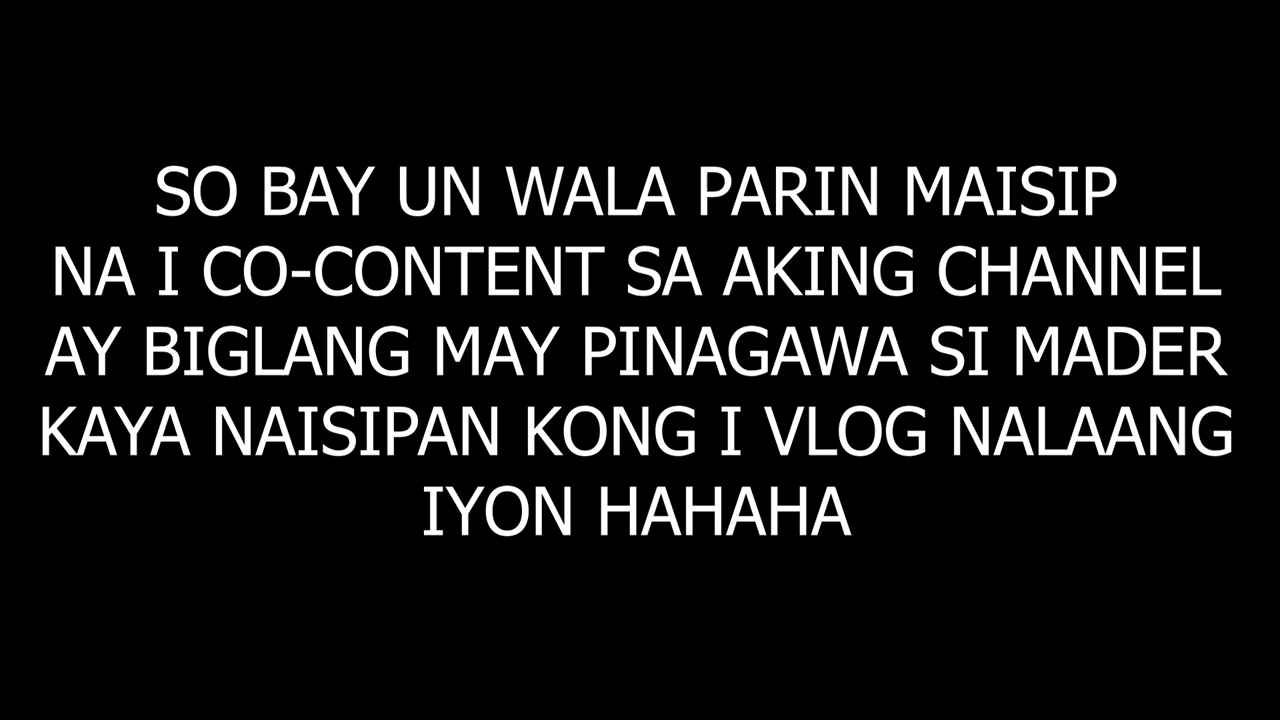 SO BAY UN WALA PARIN MAISIP
NA I CO-CONTENT SA AKING CHANNEL
AY BIGLANG MAY PINAGAWA SI MADER
KAYA NAISIPAN KONG I VLOG NALAANG
IYON HAHAHA